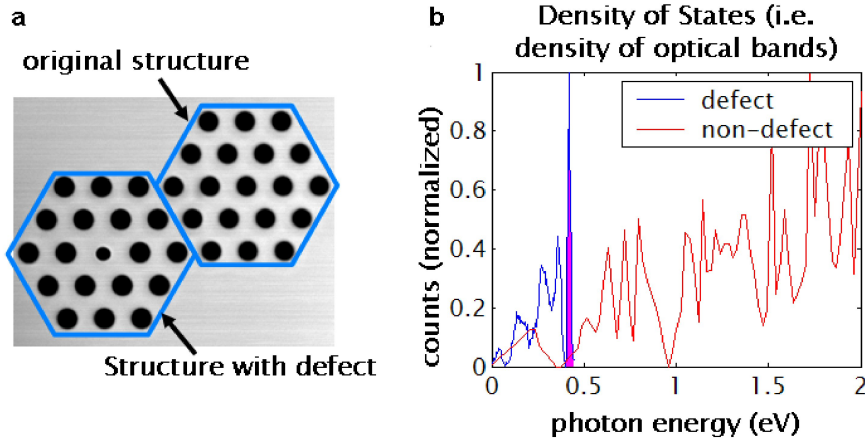 a
original structure
Structure with defect
b
Density of States (i.e.
density of optical bands)
counts (normalized)
1
0.8
0.6
0.4
0.2
0
defect
non-defect
0 0.5 1 1.5 2
photon energy (eV)